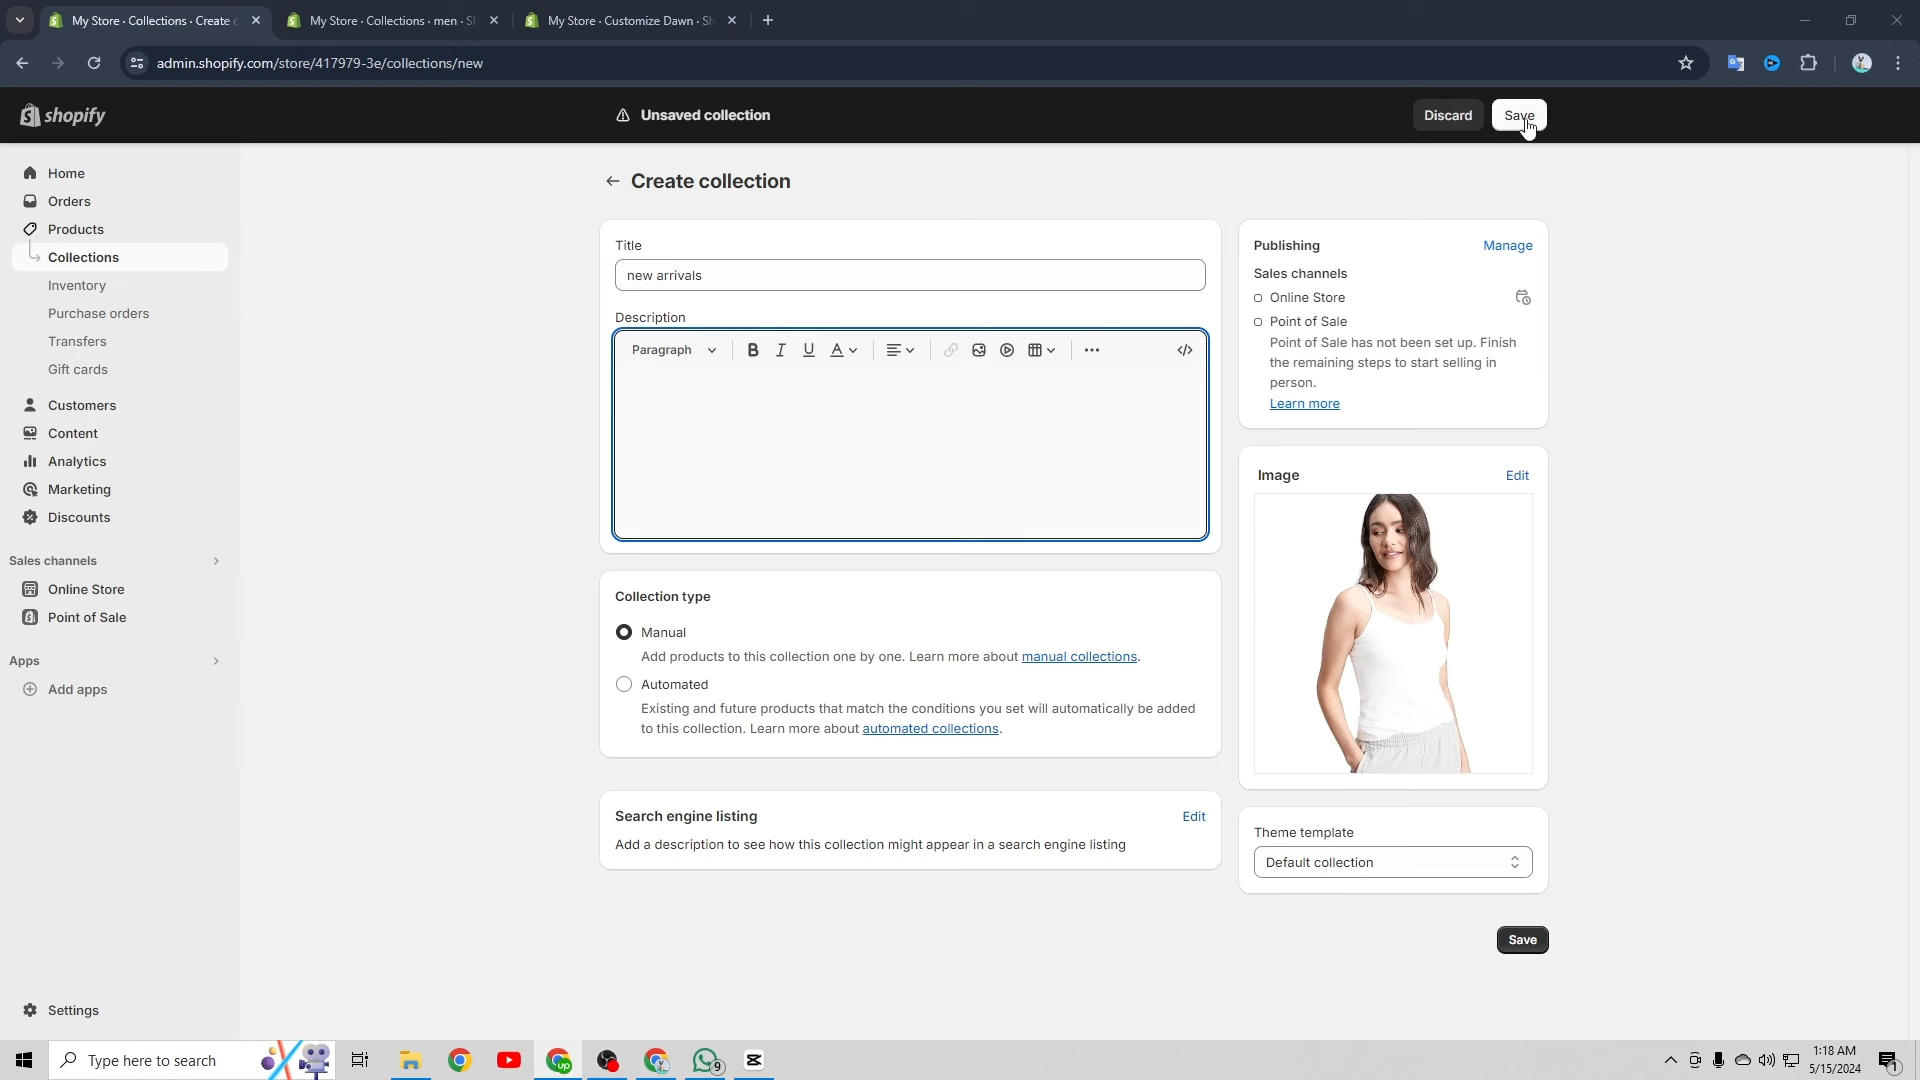 My Store · Collections · Create c
My Store · Collections · men · S
My Store · Customize Dawn · Sh
admin.shopify.com/store/417979-3e/collections/new
shopify
Unsaved collection
Discard
Save
Home
Orders
Products
Collections
Inventory
Purchase orders
Transfers
Gift cards
Customers
Content
Analytics
Marketing
Discounts
Sales channels
Online Store
Point of Sale
Apps
Add apps
Settings
Create collection
Title
new arrivals
Description
Paragraph
B I U A
Collection type
Manual
Add products to this collection one by one. Learn more about manual collections.
Automated
Existing and future products that match the conditions you set will automatically be added
to this collection. Learn more about automated collections.
Search engine listing
Edit
Add a description to see how this collection might appear in a search engine listing
Publishing
Manage
Sales channels
Online Store
Point of Sale
Point of Sale has not been set up. Finish
the remaining steps to start selling in
person.
Learn more
Image
Edit
Theme template
Default collection
Save
Type here to search
up
9
1:18 AM
5/15/2024
1